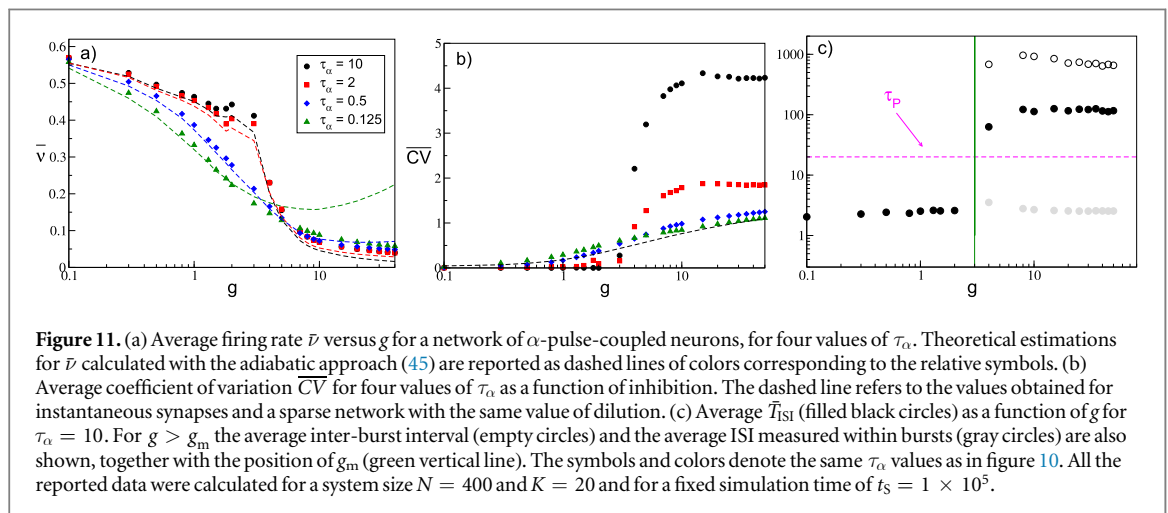 a)
0.6
0.5
0.4
0.3
0.2
0.1
0
ν̄
0.1
1
10
g
τα = 10
τα = 2
τα = 0.5
τα = 0.125
b)
5
4
3
2
1
0
CV
0.1
1
10
g
c)
1000
100
10
1
τP
0.1
1
10
g
Figure 11. (a) Average firing rate ν̄ versus g for a network of α-pulse-coupled neurons, for four values of τα. Theoretical estimations
for ν̄ calculated with the adiabatic approach (45) are reported as dashed lines of colors corresponding to the relative symbols. (b)
Average coefficient of variation CV for four values of τα as a function of inhibition. The dashed line refers to the values obtained for
instantaneous synapses and a sparse network with the same value of dilution. (c) Average T̄ISI (filled black circles) as a function of g for
τα = 10. For g > gm the average inter-burst interval (empty circles) and the average ISI measured within bursts (gray circles) are also
shown, together with the position of gm (green vertical line). The symbols and colors denote the same τα values as in figure 10. All the
reported data were calculated for a system size N = 400 and K = 20 and for a fixed simulation time of tS = 1 × 10⁵.